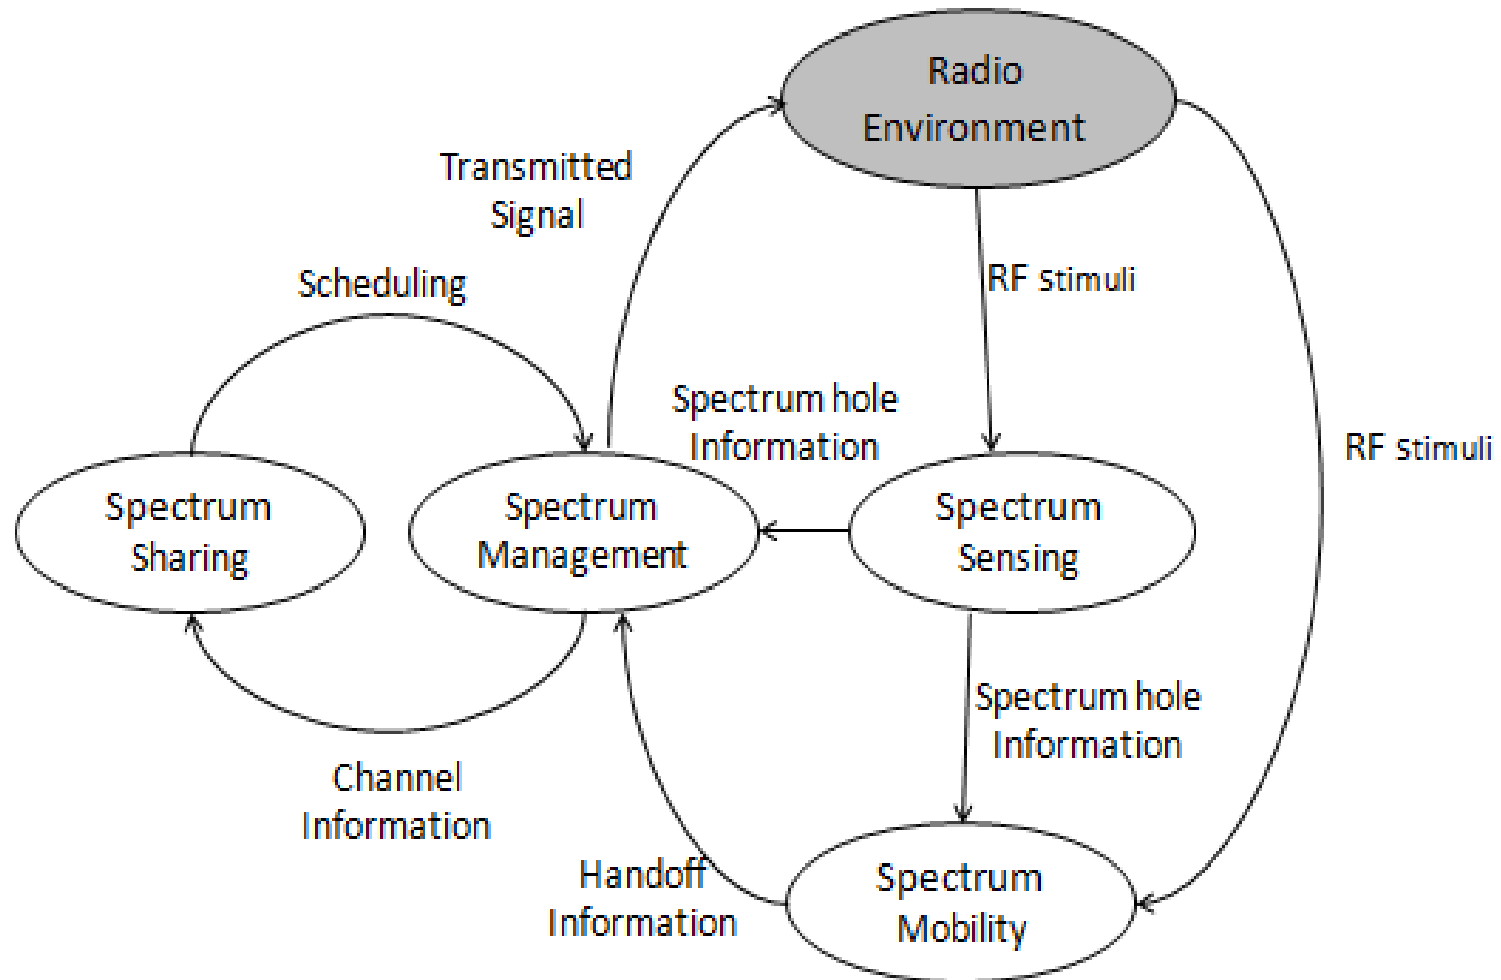 Radio
Environment
Transmitted
Signal
Scheduling
RF stimuli
Spectrum hole
Information
RF stimuli
Spectrum
Sharing
Spectrum
Management
Spectrum
Sensing
Spectrum hole
Information
Channel
Information
Handoff
Information
Spectrum
Mobility